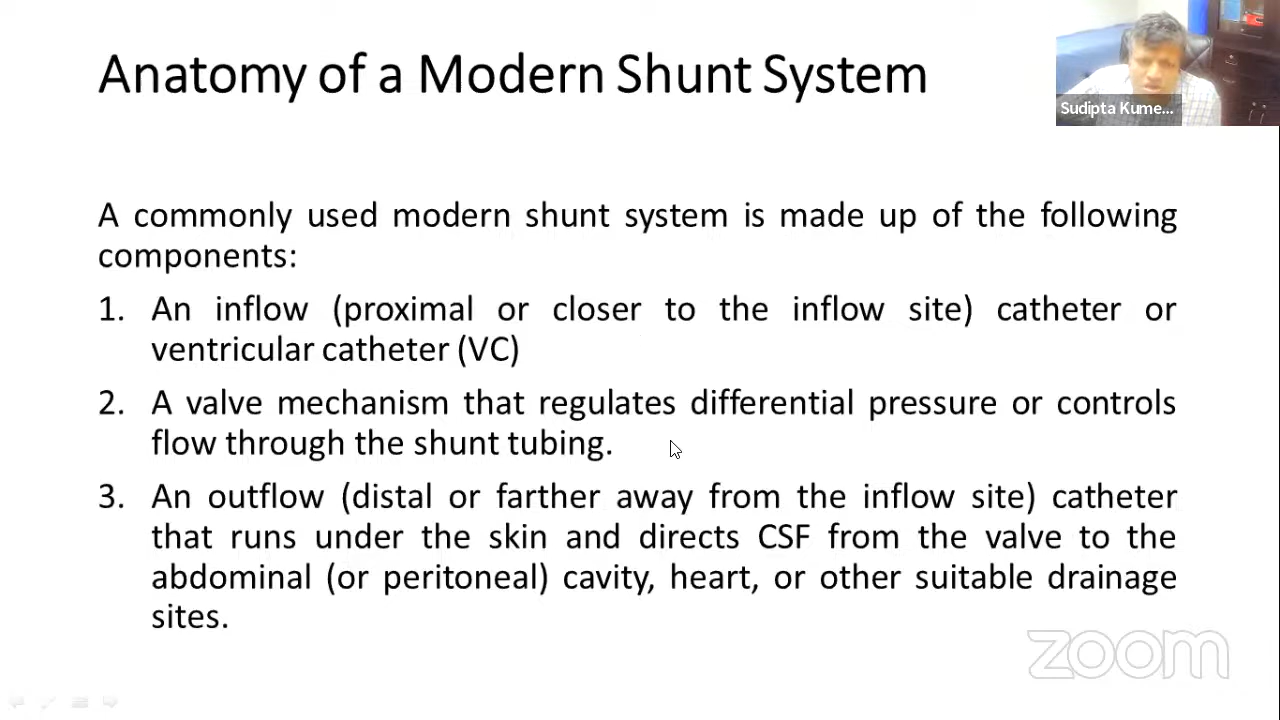 Anatomy of a Modern Shunt System
Sudipta Kume...
A commonly used modern shunt system is made up of the following
components:
1. An inflow (proximal or closer to the inflow site) catheter or
ventricular catheter (VC)
2. A valve mechanism that regulates differential pressure or controls
flow through the shunt tubing.
3. An outflow (distal or farther away from the inflow site) catheter
that runs under the skin and directs CSF from the valve to the
abdominal (or peritoneal) cavity, heart, or other suitable drainage
sites.
zoom